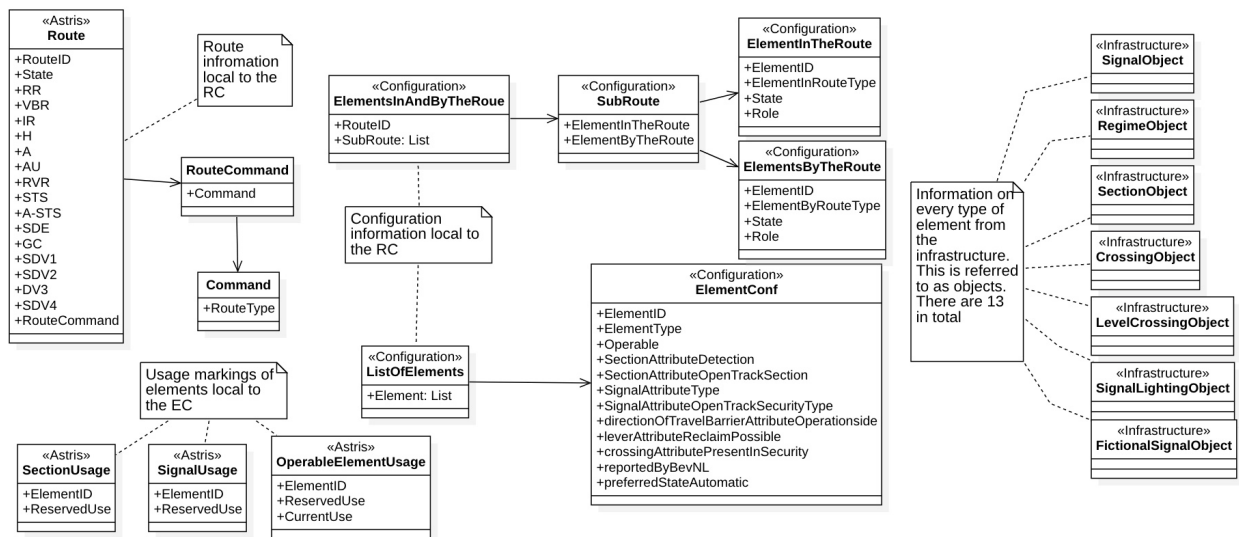 «Astris»
Route
+RouteID
+State
+RR
+VBR
+IR
+H
+A
+AU
+RVR
+STS
+A-STS
+SDE
+GC
+SDV1
+SDV2
+DV3
+SDV4
+RouteCommand
Route
infromation
local to the
RC
RouteCommand
+Command
Command
+RouteType
«Configuration»
ElementsInAndByTheRoue
+RouteID
+SubRoute: List
«Configuration»
SubRoute
+ElementInTheRoute
+ElementByTheRoute
«Configuration»
ElementInTheRoute
+ElementID
+ElementInRouteType
+State
+Role
«Configuration»
ElementsByTheRoute
+ElementID
+ElementByRouteType
+State
+Role
Configuration
information local to
the RC
«Configuration»
ListOfElements
+Element: List
«Configuration»
ElementConf
+ElementID
+ElementType
+Operable
+SectionAttributeDetection
+SectionAttributeOpenTrackSection
+SignalAttributeType
+SignalAttributeOpenTrackSecurityType
+directionOfTravelBarrierAttributeOperationside
+leverAttributeReclaimPossible
+crossingAttributePresentInSecurity
+reportedByBevNL
+preferredStateAutomatic
Usage markings of
elements local to
the EC
«Astris»
SectionUsage
+ElementID
+ReservedUse
«Astris»
SignalUsage
+ElementID
+ReservedUse
«Astris»
OperableElementUsage
+ElementID
+ReservedUse
+CurrentUse
Information on
every type of
element from
the
infrastructure.
This is referred
to as objects.
There are 13
in total
«Infrastructure»
SignalObject
«Infrastructure»
RegimeObject
«Infrastructure»
SectionObject
«Infrastructure»
CrossingObject
«Infrastructure»
LevelCrossingObject
«Infrastructure»
SignalLightingObject
«Infrastructure»
FictionalSignalObject